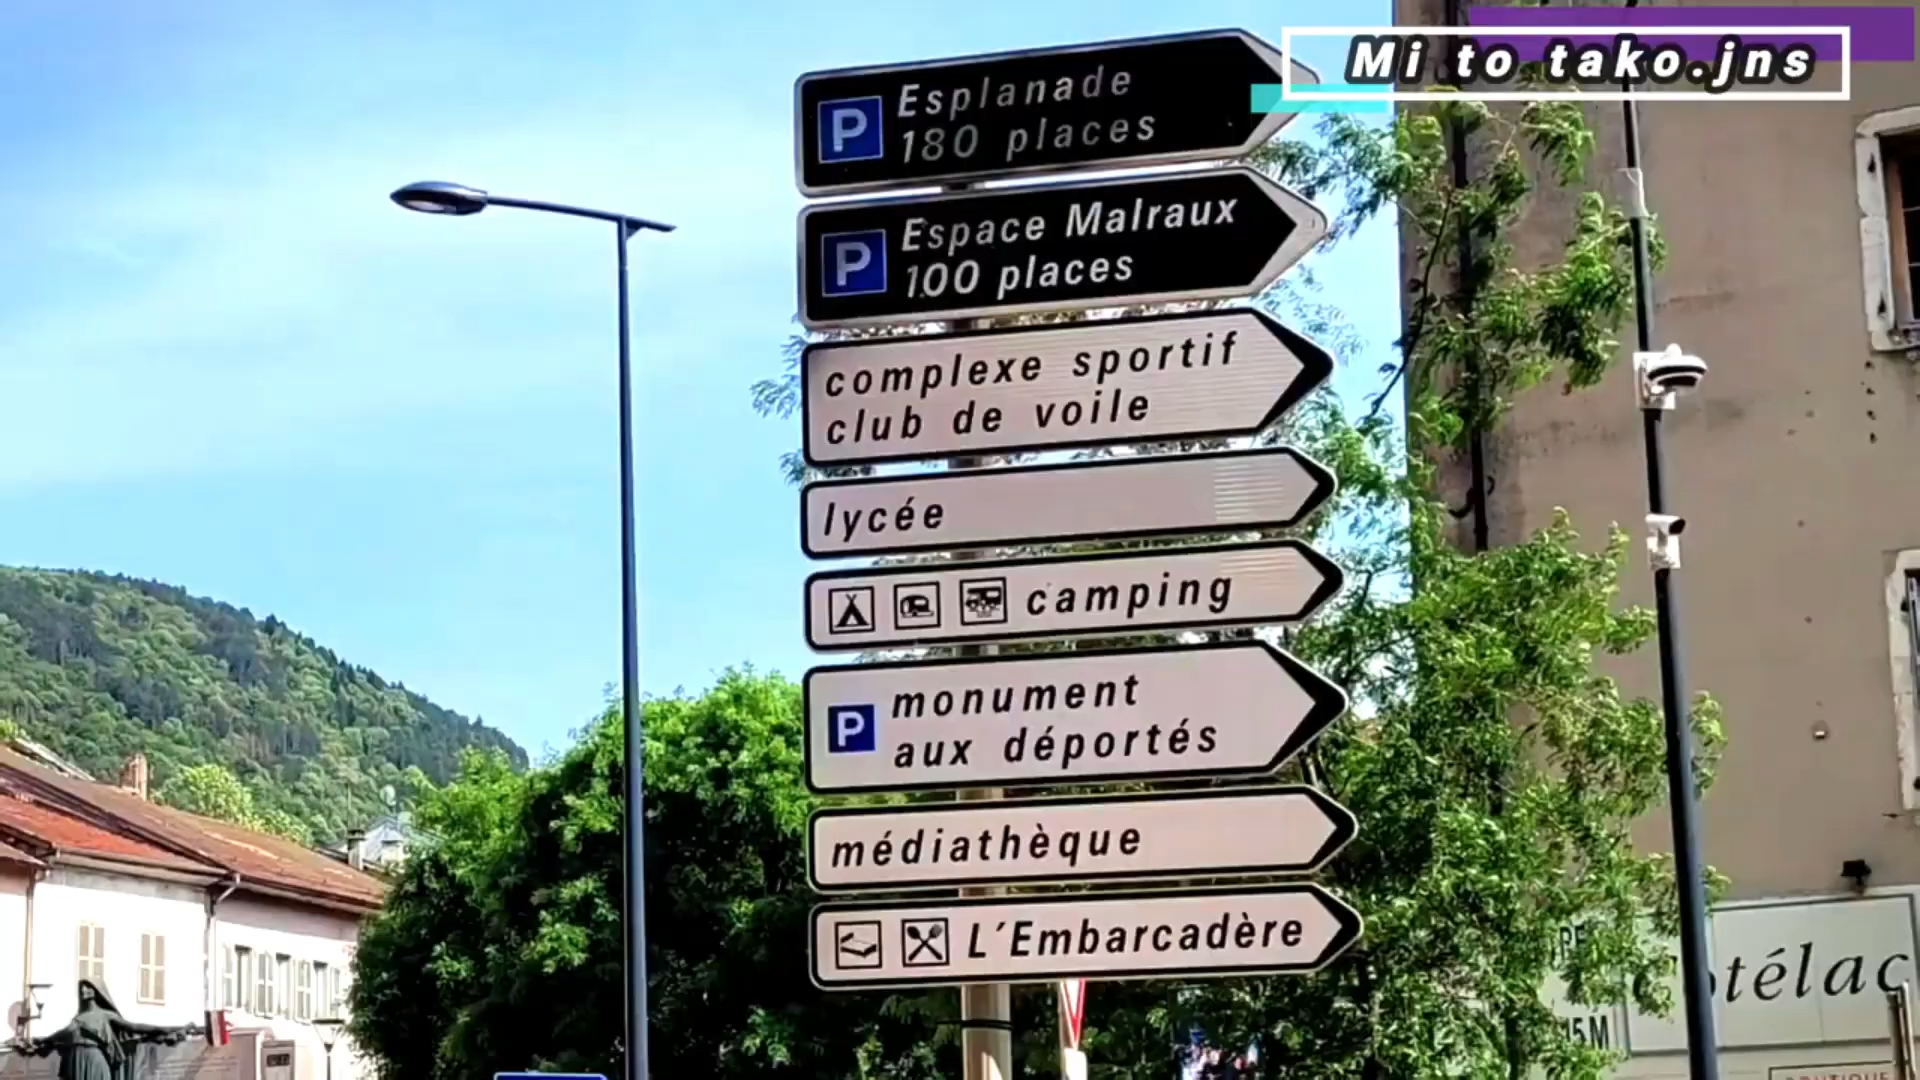 Mi to tako.jns
P Esplanade
180 places
P Espace Malraux
100 places
complexe sportif
club de voile
lycée
camping
P monument
aux déportés
médiathèque
L'Embarcadère
15M